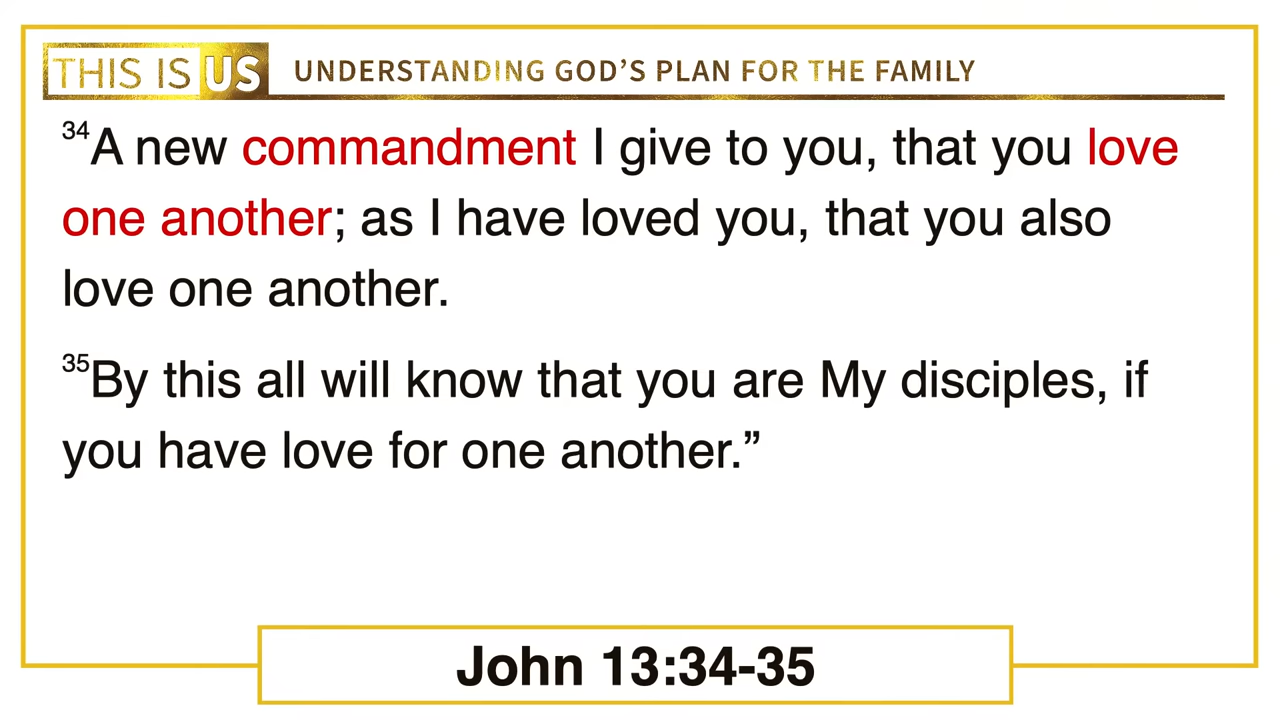 THIS IS US UNDERSTANDING GOD'S PLAN FOR THE FAMILY
34A new commandment I give to you, that you love
one another; as I have loved you, that you also
love one another.
35By this all will know that you are My disciples, if
you have love for one another.”
John 13:34-35